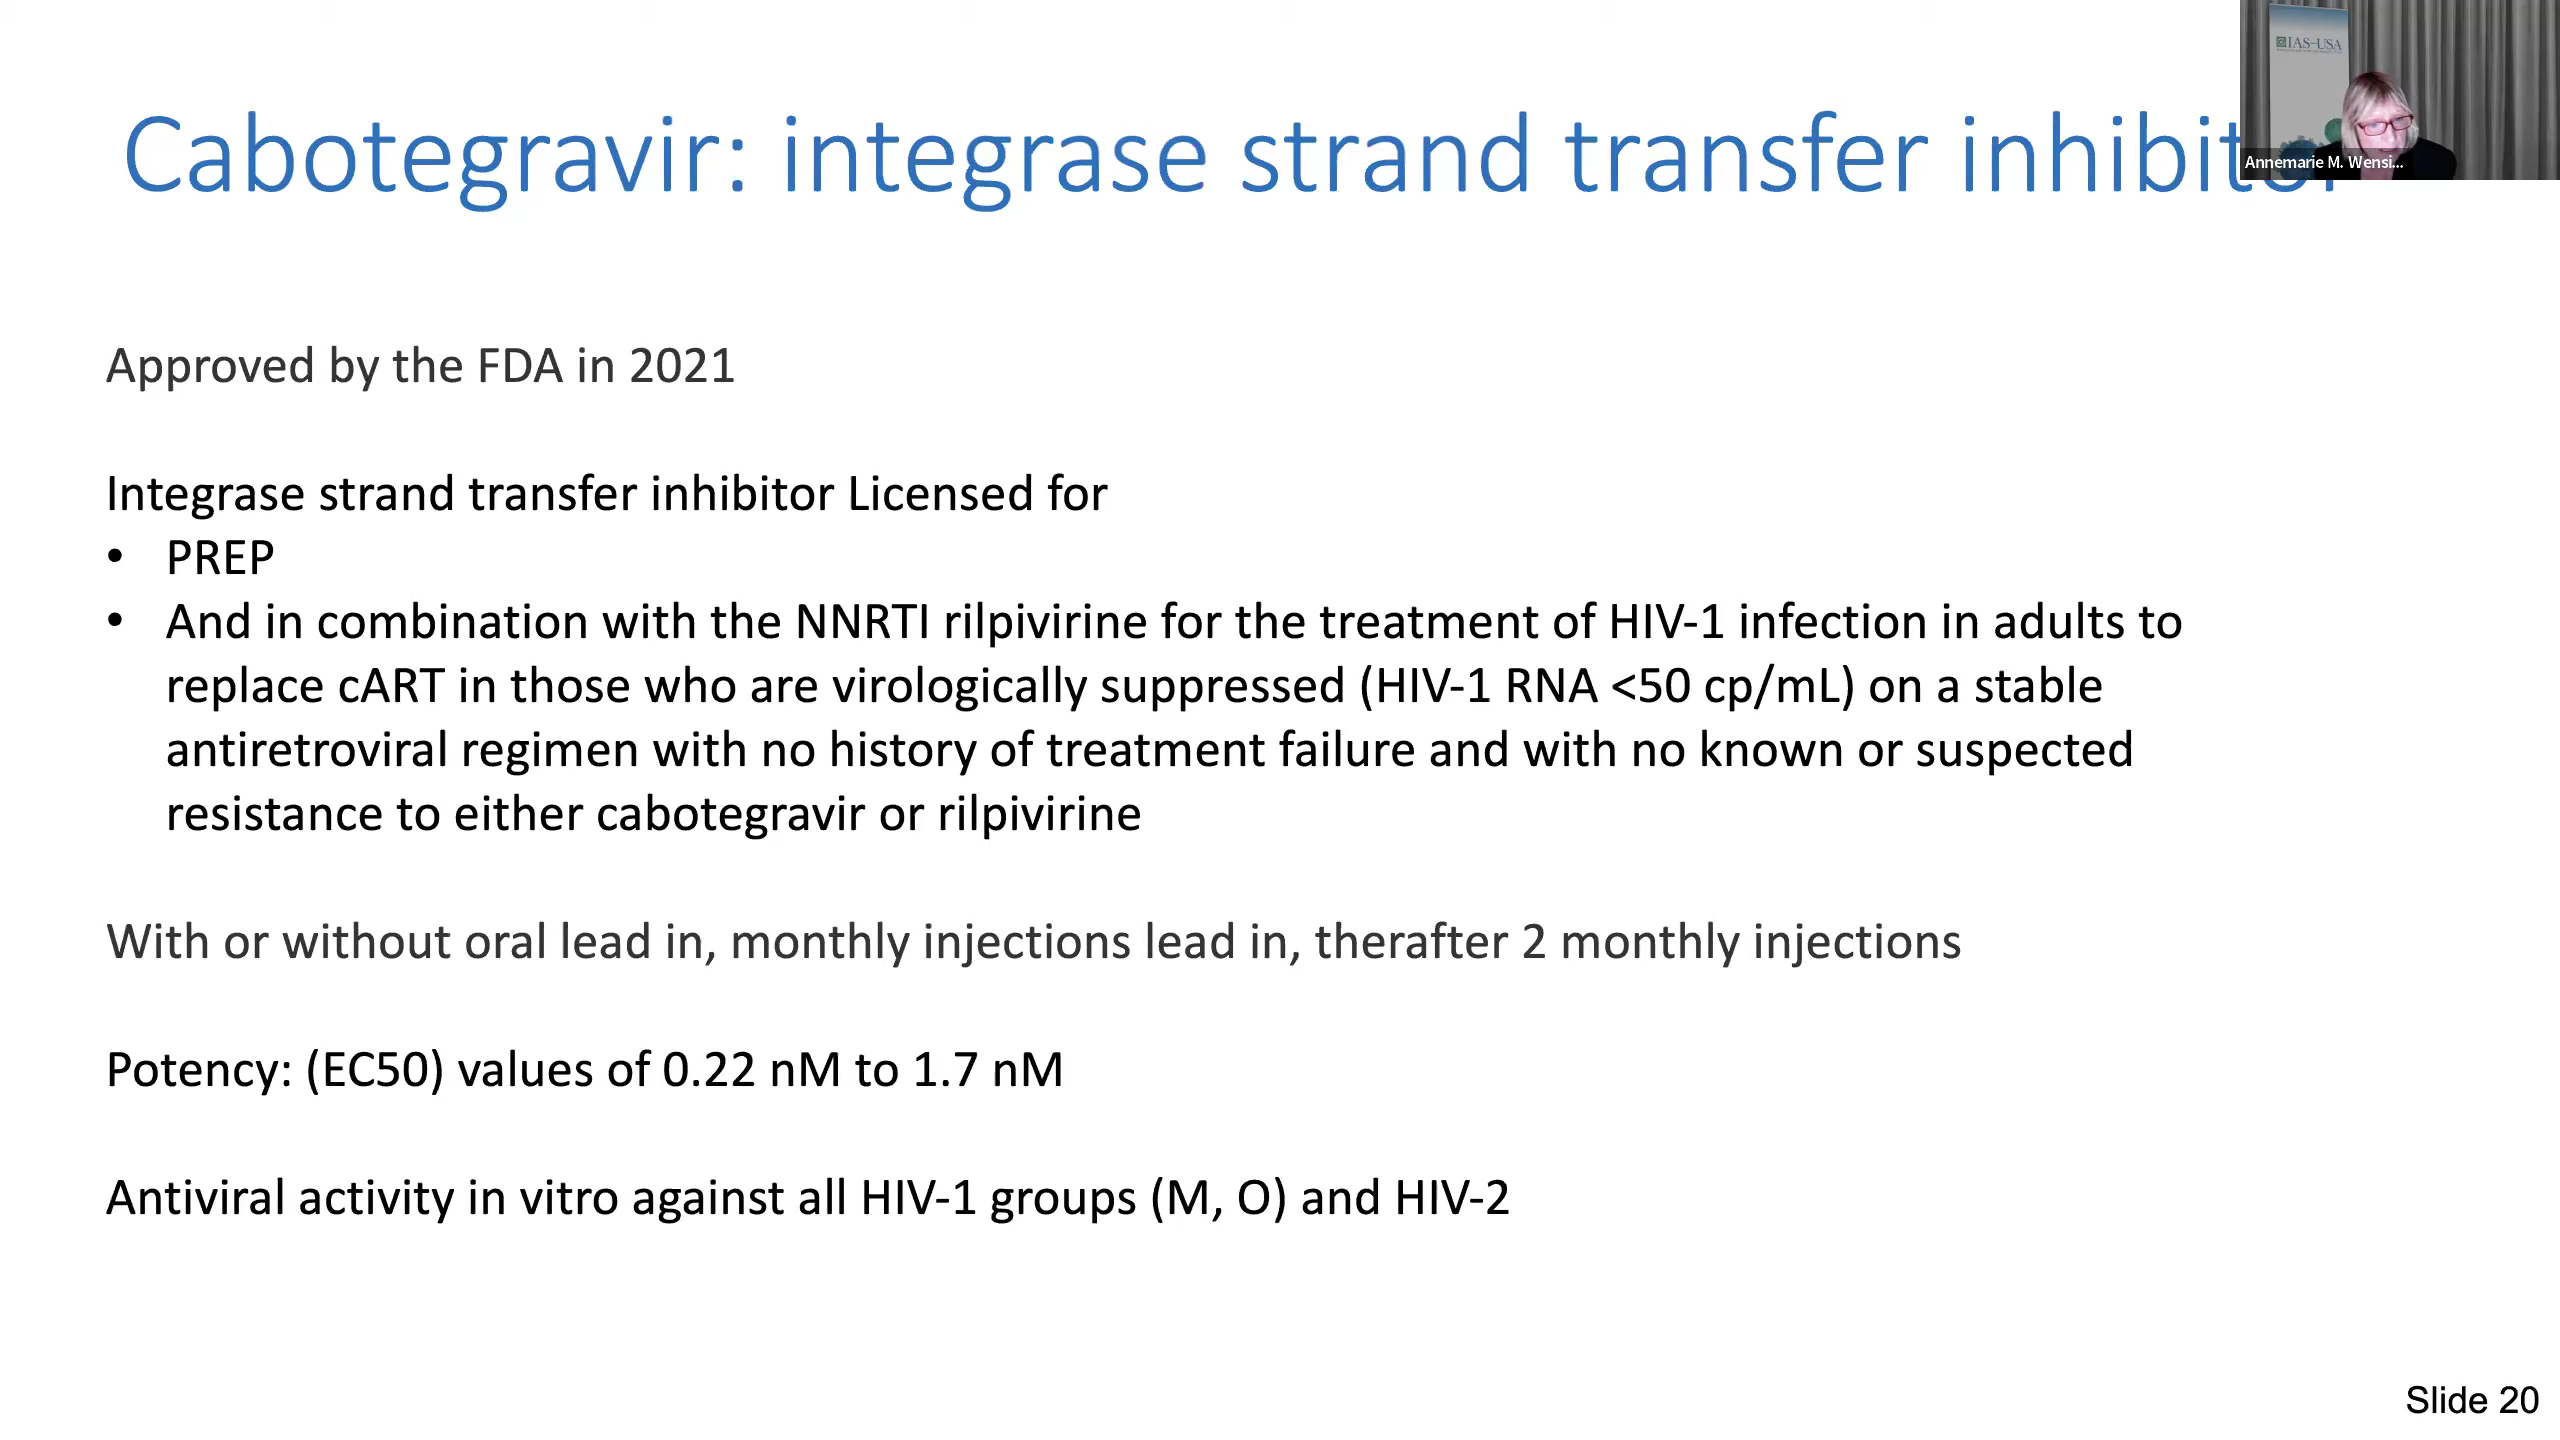 IAS–USA
Annemarie M. Wensi...
Cabotegravir: integrase strand transfer inhibitor
Approved by the FDA in 2021
Integrase strand transfer inhibitor Licensed for
• PREP
• And in combination with the NNRTI rilpivirine for the treatment of HIV-1 infection in adults to
replace cART in those who are virologically suppressed (HIV-1 RNA <50 cp/mL) on a stable
antiretroviral regimen with no history of treatment failure and with no known or suspected
resistance to either cabotegravir or rilpivirine
With or without oral lead in, monthly injections lead in, therafter 2 monthly injections
Potency: (EC50) values of 0.22 nM to 1.7 nM
Antiviral activity in vitro against all HIV-1 groups (M, O) and HIV-2
Slide 20